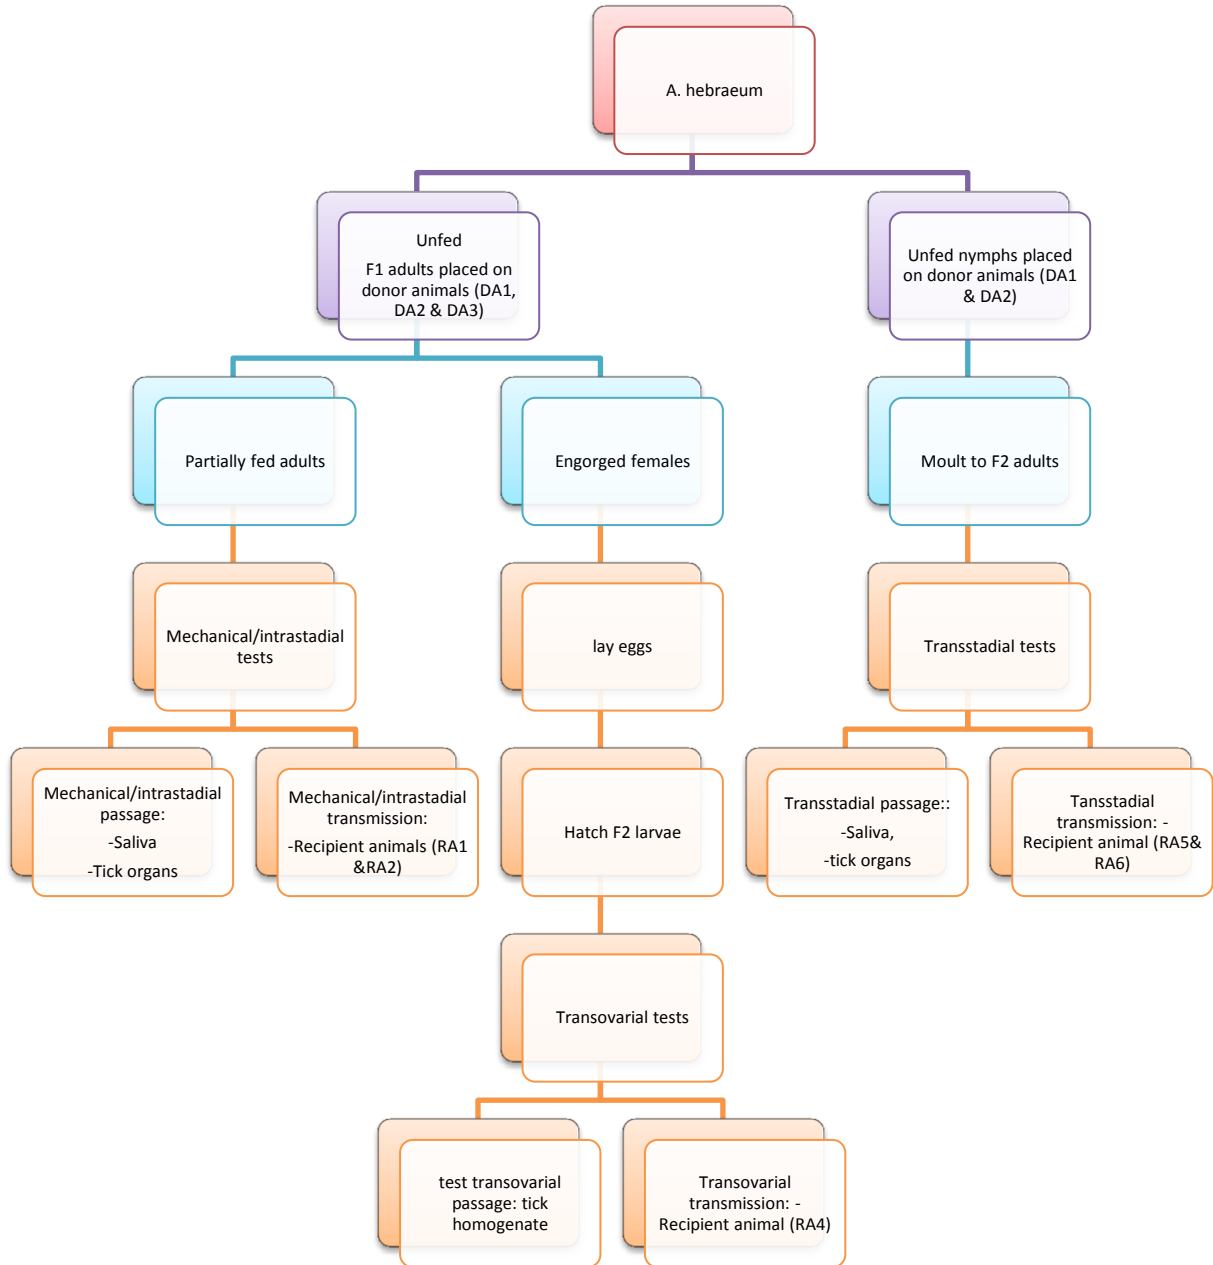 A. hebraeum
Unfed
F1 adults placed on
donor animals (DA1,
DA2 & DA3)
Unfed nymphs placed
on donor animals (DA1
& DA2)
Partially fed adults
Engorged females
Moult to F2 adults
Mechanical/intrastadial
tests
lay eggs
Transstadial tests
Mechanical/intrastadial
passage:
-Saliva
-Tick organs
Mechanical/intrastadial
transmission:
-Recipient animals (RA1
&RA2)
Hatch F2 larvae
Transstadial passage::
-Saliva,
-tick organs
Tansstadial
transmission: -
Recipient animal (RA5&
RA6)
Transovarial tests
test transovarial
passage: tick
homogenate
Transovarial
transmission: -
Recipient animal (RA4)